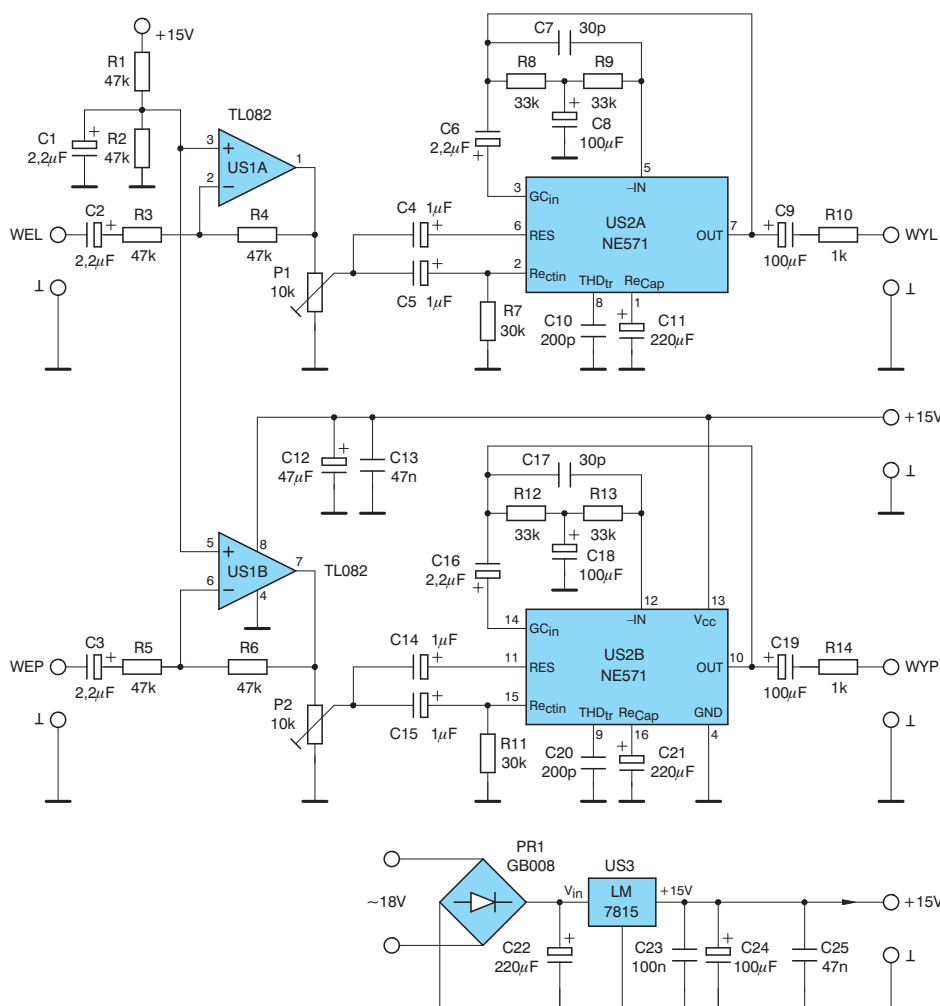 +15V
R1
47k
R2
47k
C1
2,2µF
TL082
3
+
2
−
1
US1A
WEL
C2
+
2,2µF
R3
47k
R4
47k
P1
10k
C4
1µF
+
C5
1µF
+
R7
30k
C6
2,2µF
+
C7
30p
R8
33k
R9
33k
+
C8
100µF
5
−IN
3
GCin
6
RES
2
Rectin
US2A
NE571
OUT
7
THDtr
ReCap
8
1
C10
200p
+
C11
220µF
+
C9
100µF
R10
1k
WYL
⊥
⊥
+15V
⊥
C12
47µF
+
C13
47n
5
+
6
−
8
4
7
US1B
TL082
WEP
C3
+
2,2µF
R5
47k
R6
47k
P2
10k
C14
1µF
+
C15
1µF
+
R11
30k
C16
2,2µF
+
C17
30p
R12
33k
R13
33k
+
C18
100µF
12
−IN
13
Vcc
14
GCin
11
RES
15
Rectin
US2B
NE571
OUT
10
THDtr
ReCap
GND
9
16
4
C20
200p
+
C21
220µF
+
C19
100µF
R14
1k
WYP
⊥
⊥
~18V
PR1
GB008
Vin
US3
LM
7815
+15V
+15V
C22
220µF
+
C23
100n
+
C24
100µF
C25
47n
⊥